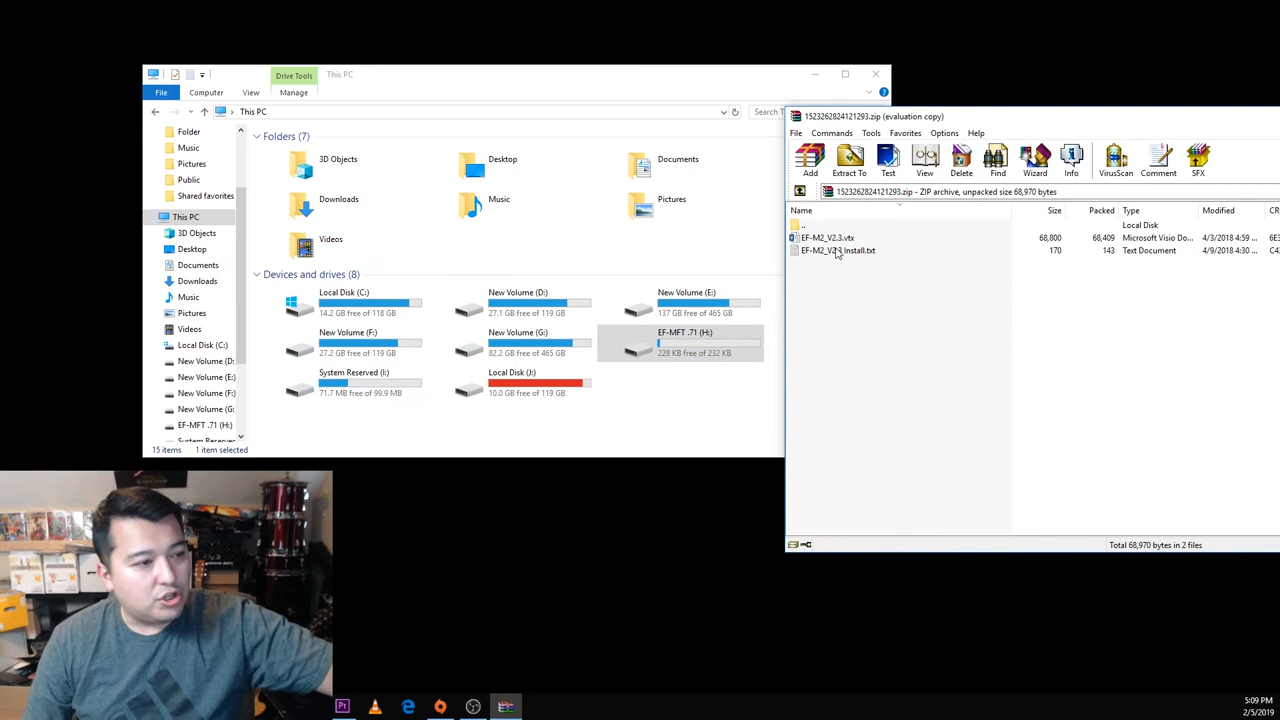 Drive Tools
This PC
File
Computer
View
Manage
This PC
Search T
Folder
Music
Pictures
Public
Shared favorites
This PC
3D Objects
Desktop
Documents
Downloads
Music
Pictures
Videos
Local Disk (C:)
New Volume (D:
New Volume (E:)
New Volume (F:)
New Volume (G:
EF-MFT .71 (H:)
System Reserved
Folders (7)
3D Objects
Desktop
Documents
Downloads
Music
Pictures
Videos
Devices and drives (8)
Local Disk (C:)
14.2 GB free of 118 GB
New Volume (D:)
27.1 GB free of 119 GB
New Volume (E:)
137 GB free of 465 GB
New Volume (F:)
27.2 GB free of 119 GB
New Volume (G:)
82.2 GB free of 465 GB
EF-MFT .71 (H:)
228 KB free of 232 KB
System Reserved (I:)
71.7 MB free of 99.9 MB
Local Disk (J:)
10.0 GB free of 119 GB
15 items 1 item selected
1523262824121293.zip (evaluation copy)
File Commands Tools Favorites Options Help
Add Extract To Test View Delete Find Wizard Info VirusScan Comment SFX
1523262824121293.zip - ZIP archive, unpacked size 68,970 bytes
Name Size Packed Type Modified CR
.. Local Disk
EF-M2_V2.3.vtx 68,800 68,409 Microsoft Visio Do... 4/3/2018 4:59 ... 6E3
Install.txt 170 143 Text Document 4/9/2018 4:30 ...
Total 68,970 bytes in 2 files
Pr
5:09 PM
2/5/2019